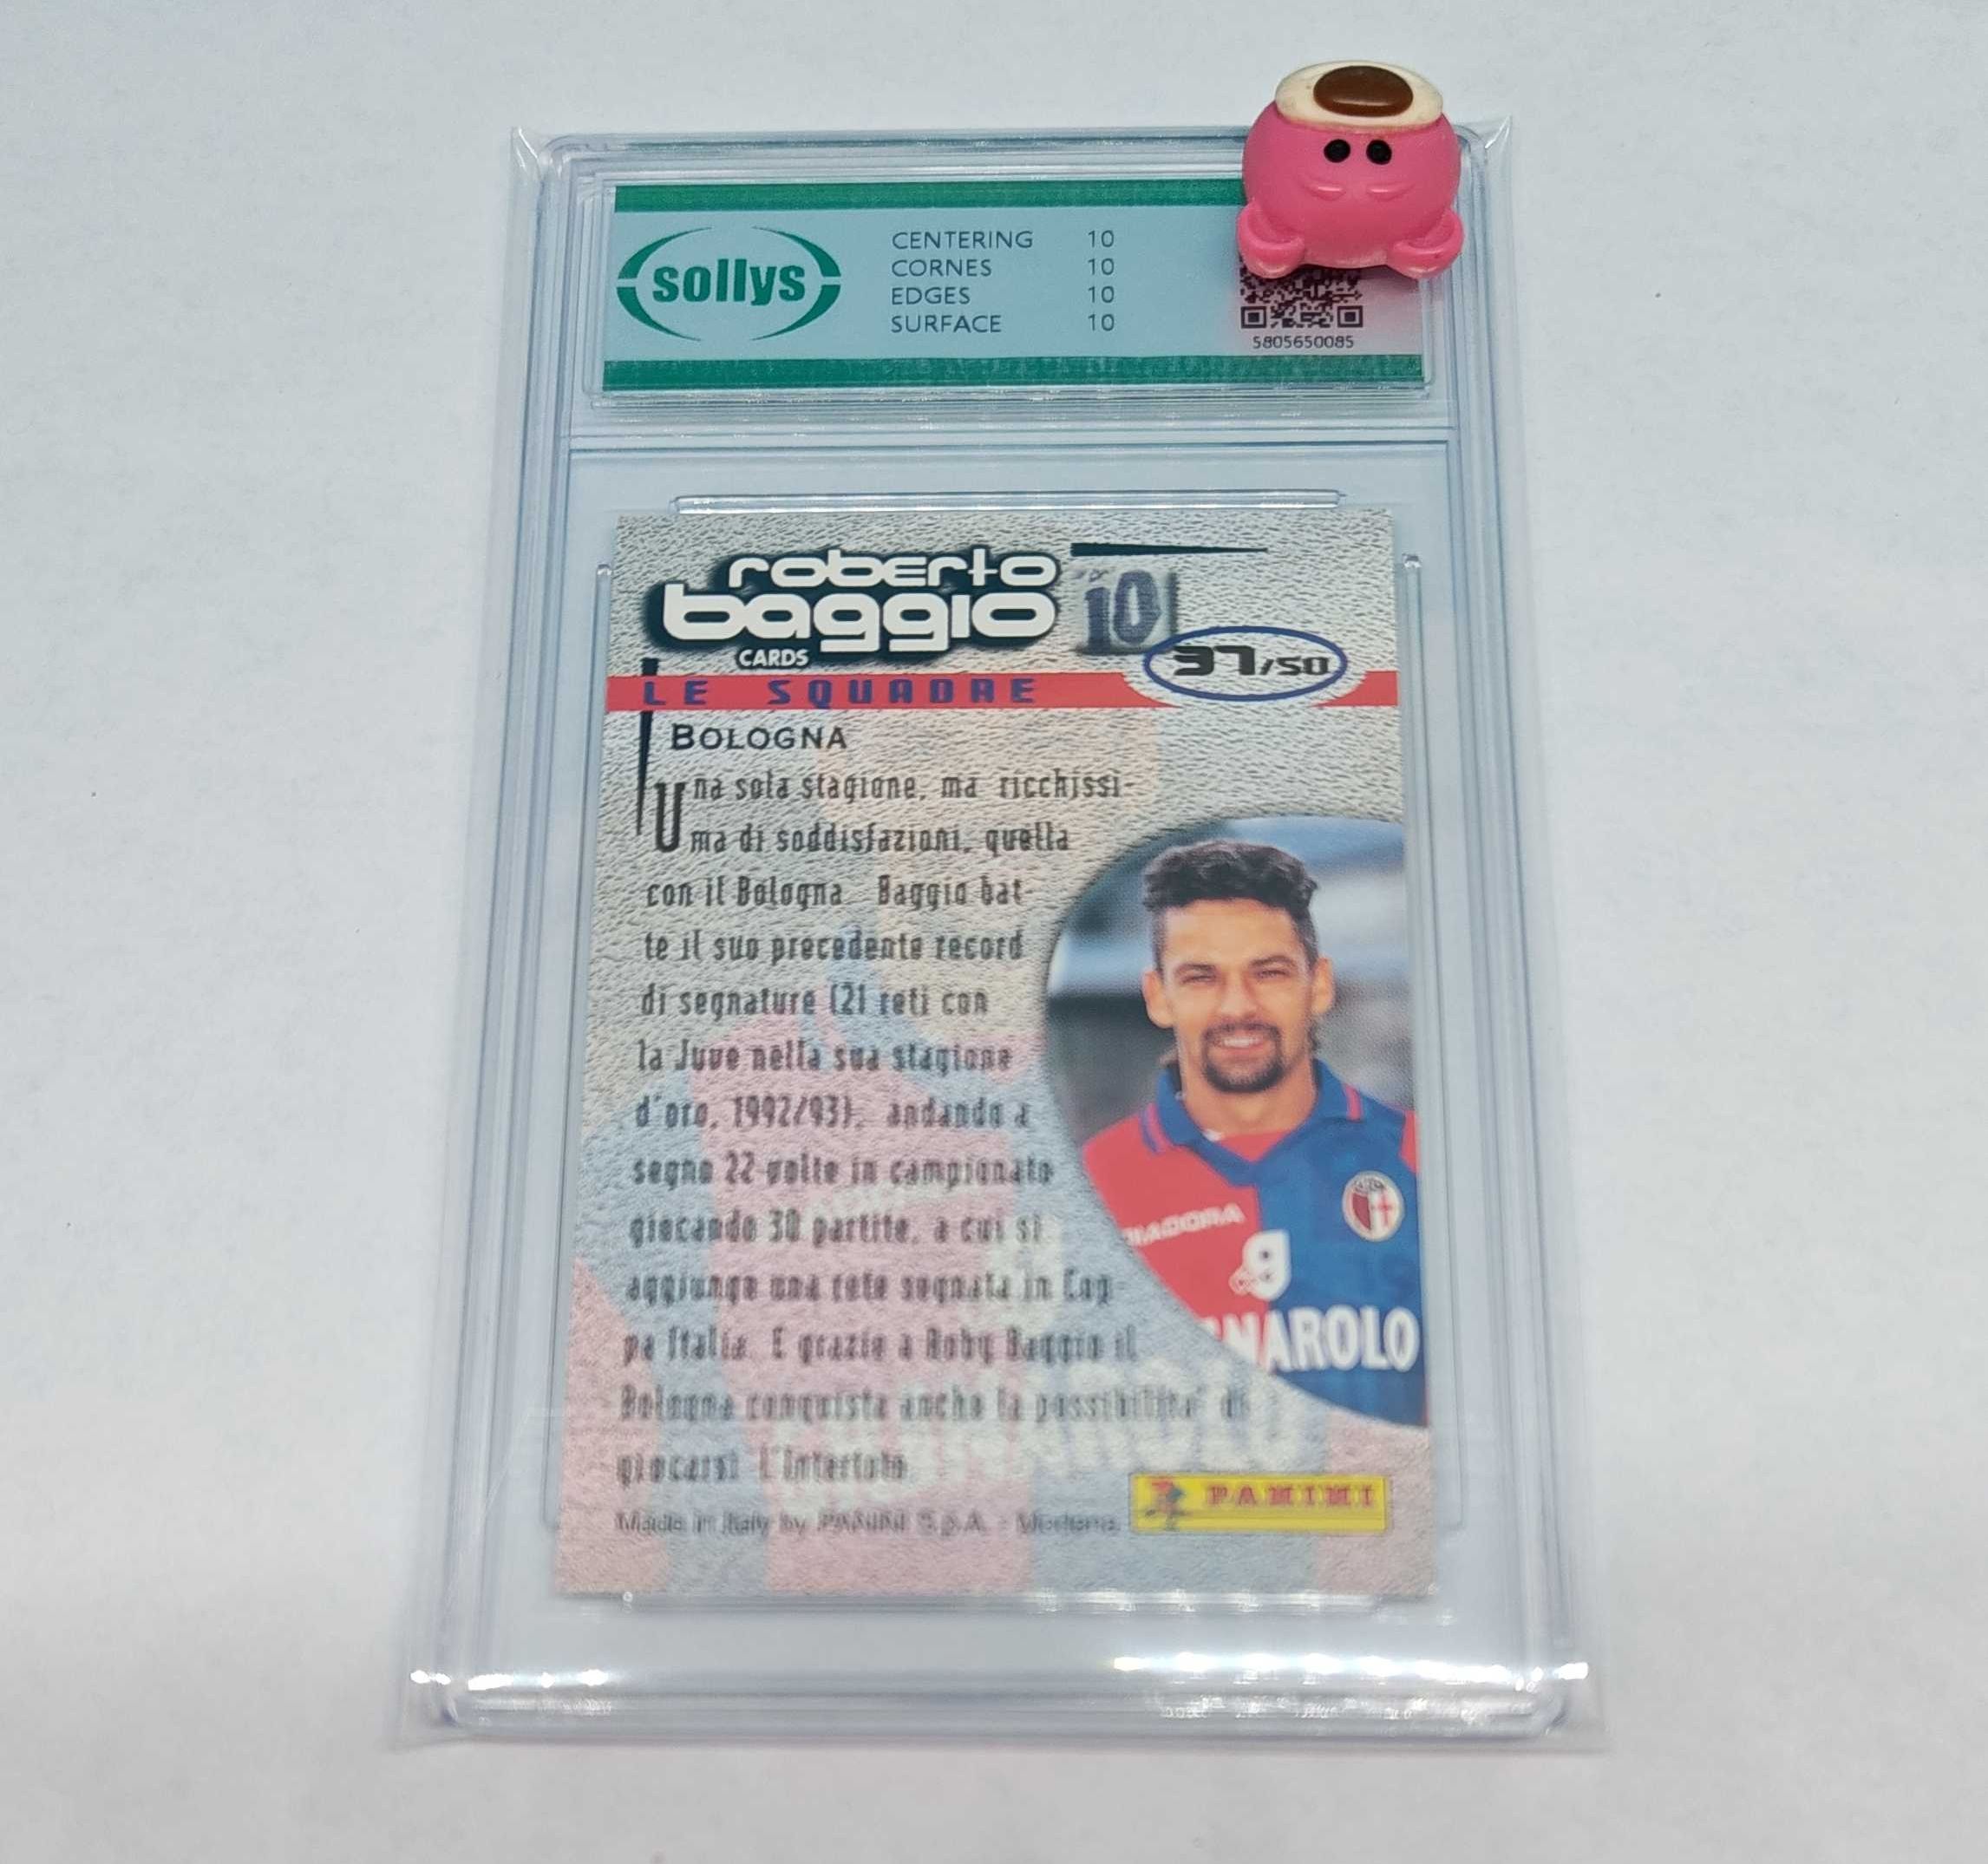 sollys
CENTERING 10
CORNES 10
EDGES 10
SURFACE 10
5805650085
roberto
baggio
CARDS
10
37/50
LE SQUADRE
BOLOGNA
Una sola stagione, ma ricchissi-
ma di soddisfazioni, quella
con il Bologna. Baggio bat-
te il suo precedente record
di segnature (21 reti con
la Juve nella sua stagione
d'oro, 1992/93), andando a
segno 22 volte in campionato
giocando 30 partite, a cui si
aggiunge una rete segnata in Cop-
pa Italia. E grazie a Roby Baggio il
Bologna conquista anche la possibilita' di
giocarsi l'Intertoto.
DIADORA
NAROLO
Made in Italy by PANINI S.p.A. - Modena.
PANINI